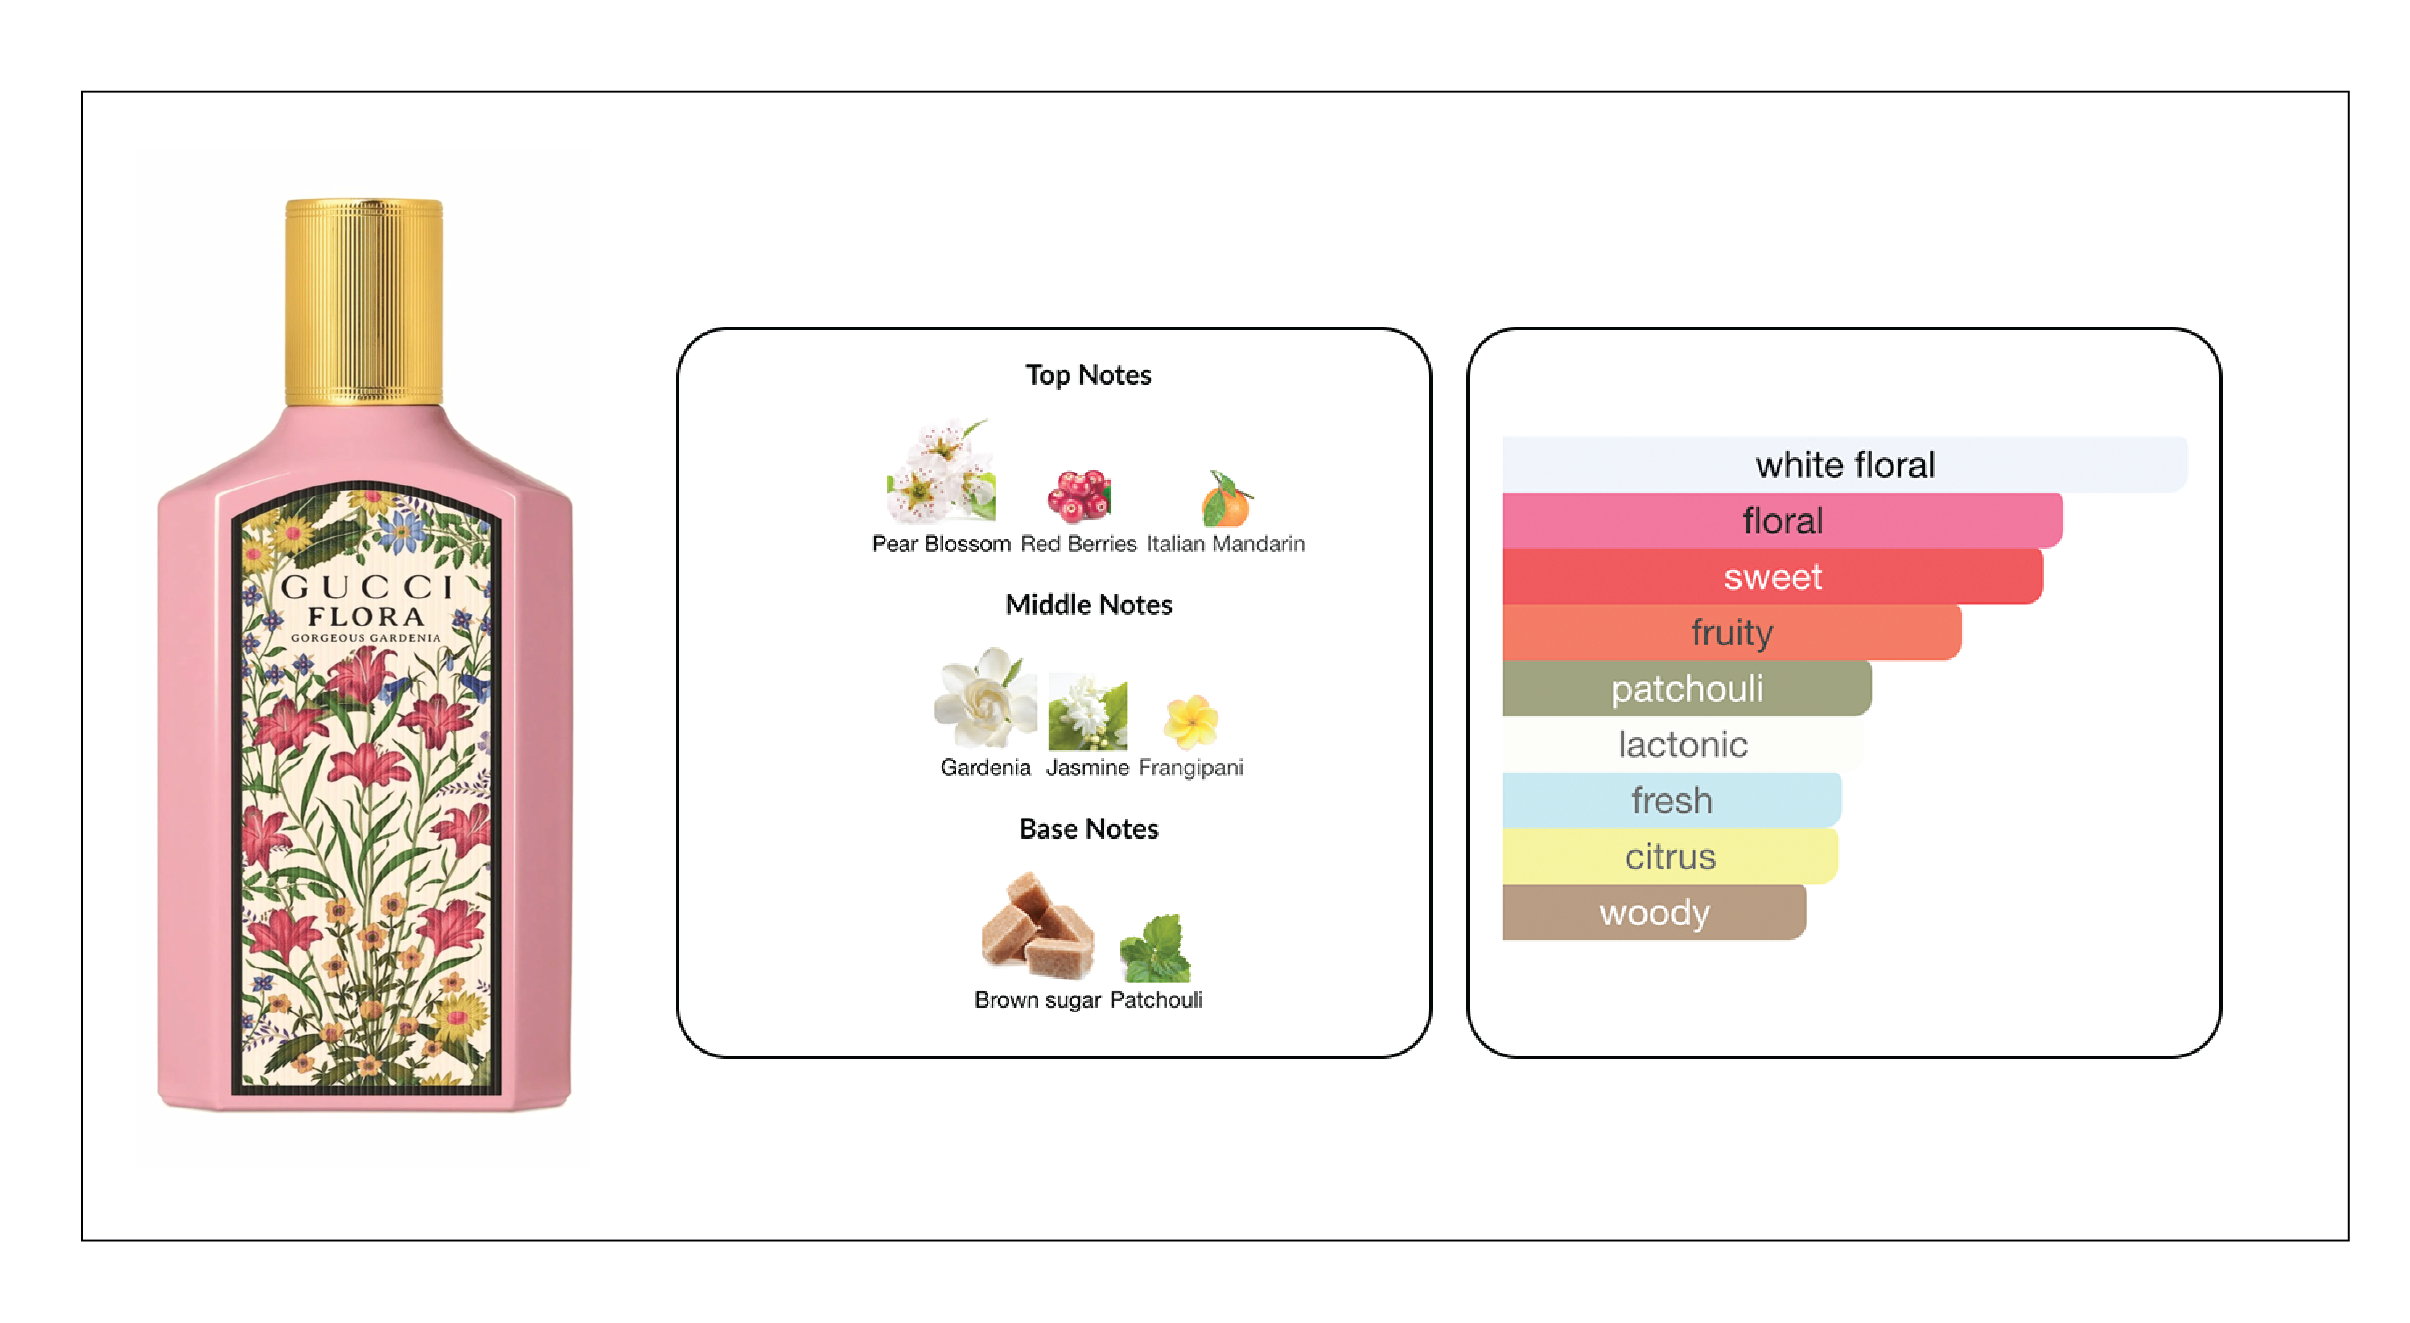 GUCCI
FLORA
GORGEOUS GARDENIA
Top Notes
Pear Blossom Red Berries Italian Mandarin
Middle Notes
Gardenia Jasmine Frangipani
Base Notes
Brown sugar Patchouli
white floral
floral
sweet
fruity
patchouli
lactonic
fresh
citrus
woody